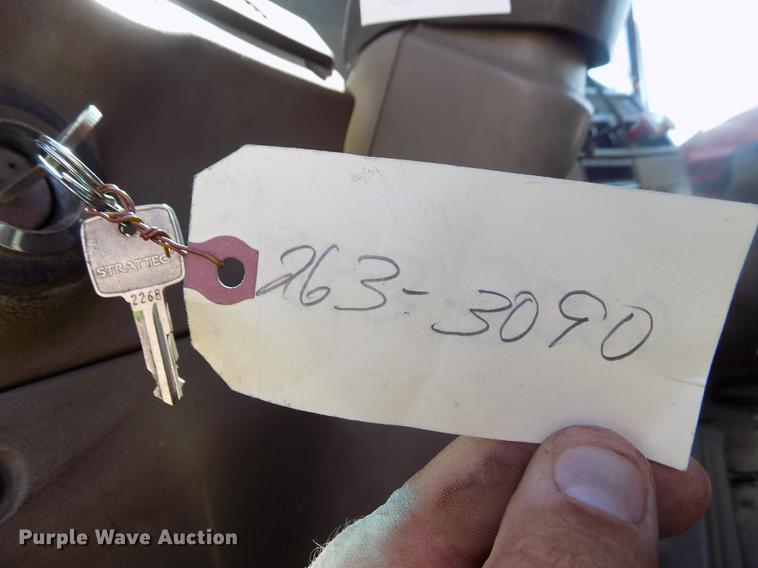 STRATTEC
2268
263-3090
Purple Wave Auction